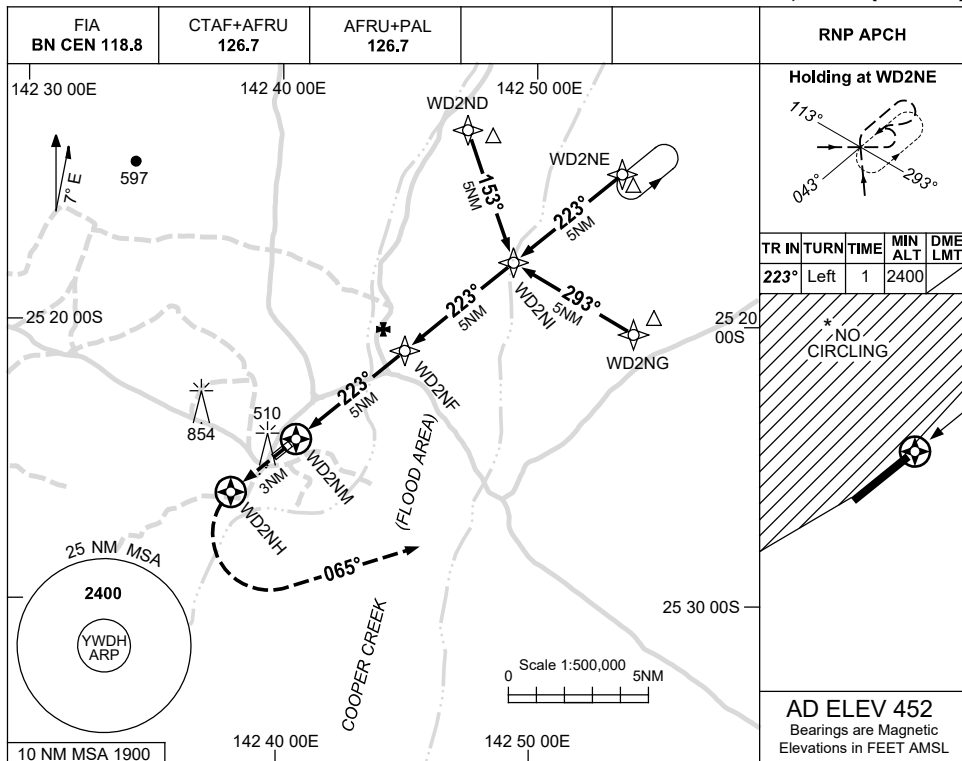 FIA
BN CEN 118.8
CTAF+AFRU
126.7
AFRU+PAL
126.7
RNP APCH
142 30 00E
142 40 00E
142 50 00E
Holding at WD2NE
113°
043°
293°
TR IN TURN TIME MIN ALT DME LMT
223° Left 1 2400
* NO
CIRCLING
7° E
597
WD2ND
WD2NE
153°
5NM
223°
5NM
WD2NI
223°
5NM
293°
5NM
WD2NG
25 20 00S
25 20
00S
WD2NF
223°
5NM
854
510
WD2NM
3NM
WD2NH
(FLOOD AREA)
065°
25 NM MSA
2400
YWDH
ARP
COOPER CREEK
25 30 00S
Scale 1:500,000
0 5NM
10 NM MSA 1900
142 40 00E
142 50 00E
AD ELEV 452
Bearings are Magnetic
Elevations in FEET AMSL